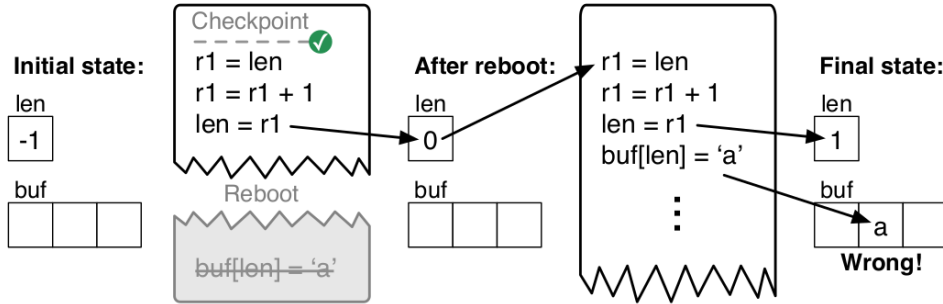 Initial state:
len
-1
buf
Checkpoint
r1 = len
r1 = r1 + 1
len = r1
Reboot
buf[len] = ‘a’
After reboot:
len
0
buf
r1 = len
r1 = r1 + 1
len = r1
buf[len] = ‘a’
⋮
Final state:
len
1
buf
a
Wrong!